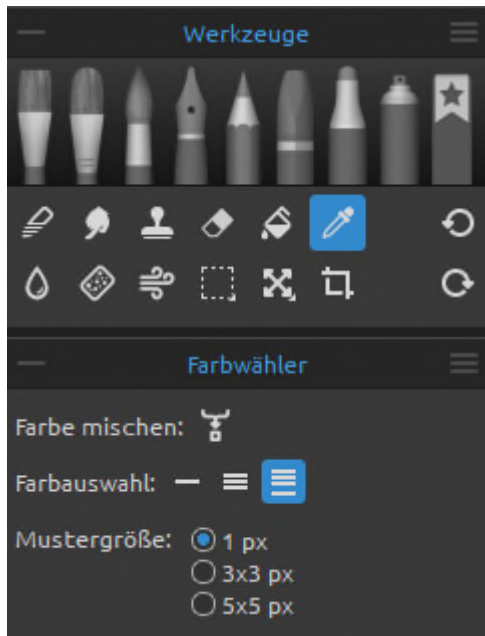 Werkzeuge
Farbwähler
Farbe mischen:
Farbauswahl:
Mustergröße: 1 px
3x3 px
5x5 px